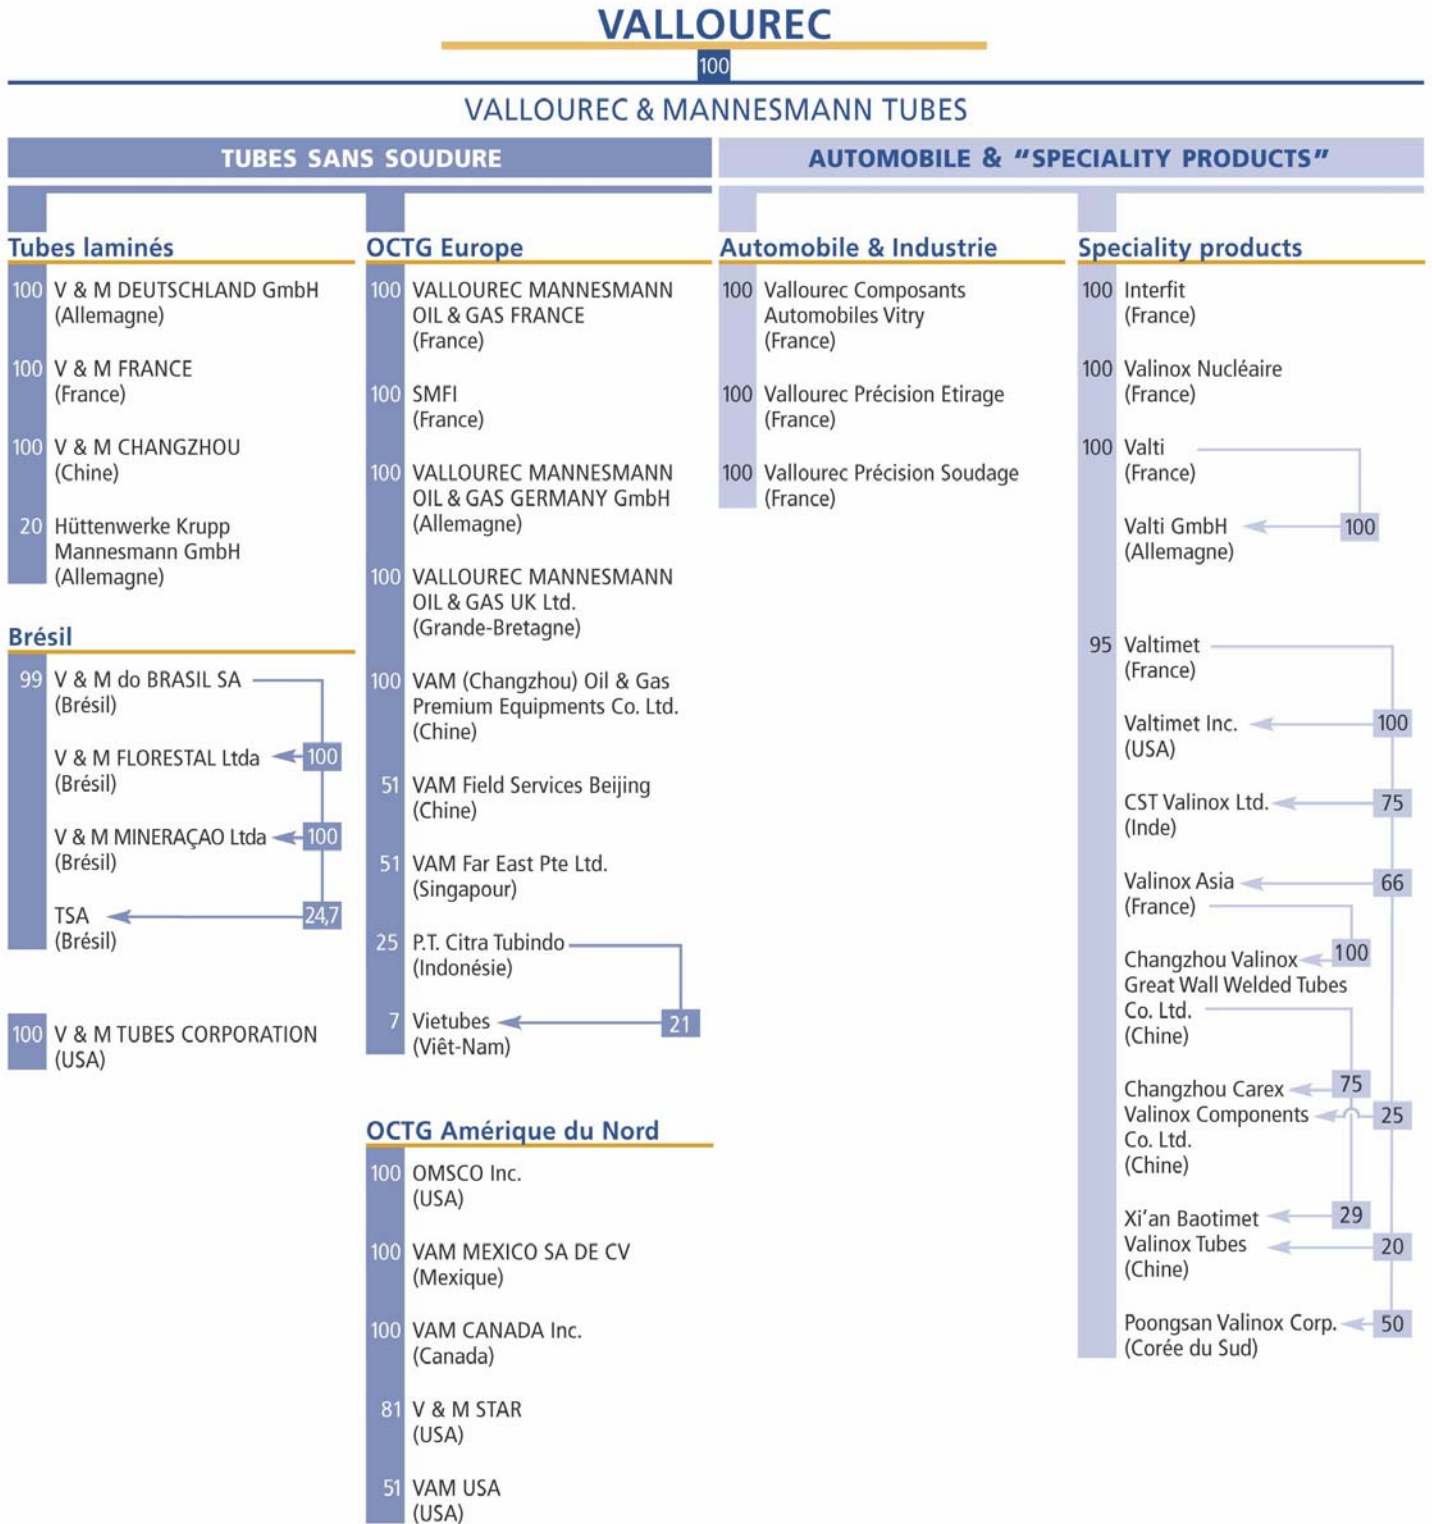 VALLOUREC
100
VALLOUREC & MANNESMANN TUBES
TUBES SANS SOUDURE
Tubes laminés
100 V & M DEUTSCHLAND GmbH
(Allemagne)
100 V & M FRANCE
(France)
100 V & M CHANGZHOU
(Chine)
20 Hüttenwerke Krupp
Mannesmann GmbH
(Allemagne)
Brésil
99 V & M do BRASIL SA
(Brésil)
V & M FLORESTAL Ltda 100
(Brésil)
V & M MINERAÇAO Ltda 100
(Brésil)
TSA 24,7
(Brésil)
100 V & M TUBES CORPORATION
(USA)
OCTG Europe
100 VALLOUREC MANNESMANN
OIL & GAS FRANCE
(France)
100 SMFI
(France)
100 VALLOUREC MANNESMANN
OIL & GAS GERMANY GmbH
(Allemagne)
100 VALLOUREC MANNESMANN
OIL & GAS UK Ltd.
(Grande-Bretagne)
100 VAM (Changzhou) Oil & Gas
Premium Equipments Co. Ltd.
(Chine)
51 VAM Field Services Beijing
(Chine)
51 VAM Far East Pte Ltd.
(Singapour)
25 P.T. Citra Tubindo
(Indonésie)
7 Vietubes 21
(Viêt-Nam)
OCTG Amérique du Nord
100 OMSCO Inc.
(USA)
100 VAM MEXICO SA DE CV
(Mexique)
100 VAM CANADA Inc.
(Canada)
81 V & M STAR
(USA)
51 VAM USA
(USA)
AUTOMOBILE & "SPECIALITY PRODUCTS"
Automobile & Industrie
100 Vallourec Composants
Automobiles Vitry
(France)
100 Vallourec Précision Etirage
(France)
100 Vallourec Précision Soudage
(France)
Speciality products
100 Interfit
(France)
100 Valinox Nucléaire
(France)
100 Valti
(France)
Valti GmbH 100
(Allemagne)
95 Valtimet
(France)
Valtimet Inc. 100
(USA)
CST Valinox Ltd. 75
(Inde)
Valinox Asia 66
(France)
Changzhou Valinox 100
Great Wall Welded Tubes
Co. Ltd.
(Chine)
Changzhou Carex 75
Valinox Components 25
Co. Ltd.
(Chine)
Xi'an Baotimet 29
Valinox Tubes 20
(Chine)
Poongsan Valinox Corp. 50
(Corée du Sud)